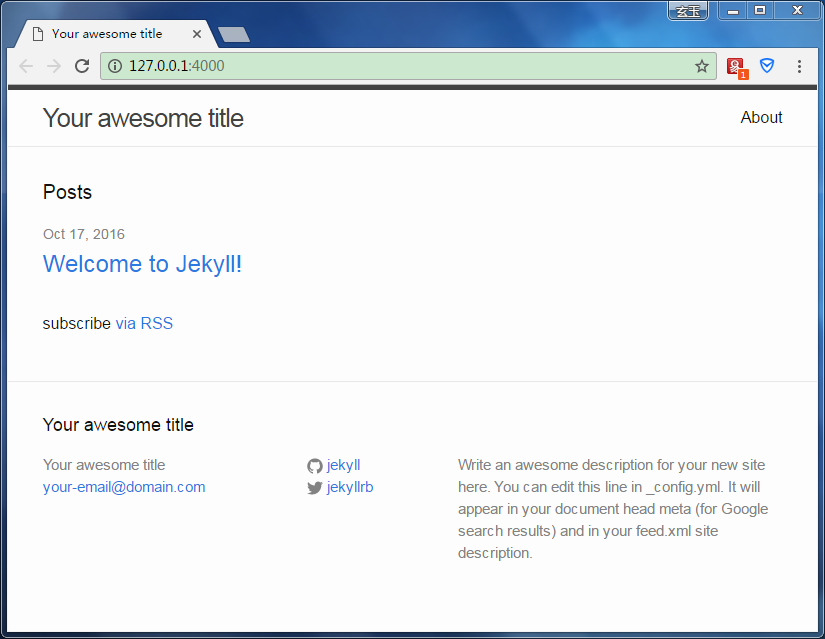 玄玉
Your awesome title
127.0.0.1:4000
1
Your awesome title
About
Posts
Oct 17, 2016
Welcome to Jekyll!
subscribe via RSS
Your awesome title
Your awesome title
your-email@domain.com
jekyll
jekyllrb
Write an awesome description for your new site
here. You can edit this line in _config.yml. It will
appear in your document head meta (for Google
search results) and in your feed.xml site
description.